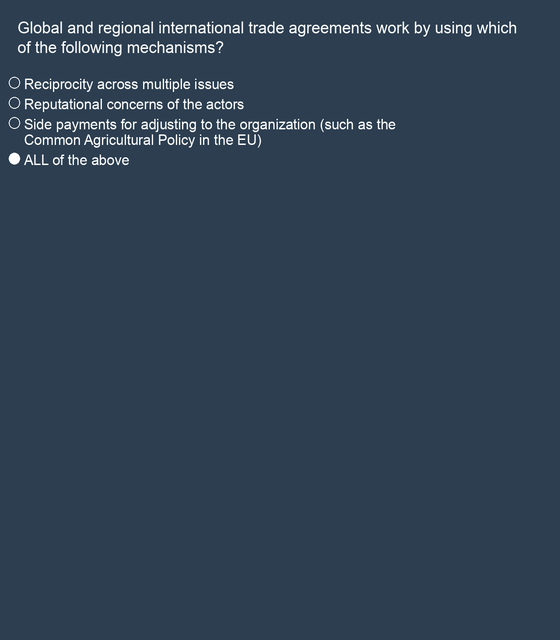 Global and regional international trade agreements work by using which
of the following mechanisms?
Reciprocity across multiple issues
Reputational concerns of the actors
Side payments for adjusting to the organization (such as the
Common Agricultural Policy in the EU)
ALL of the above